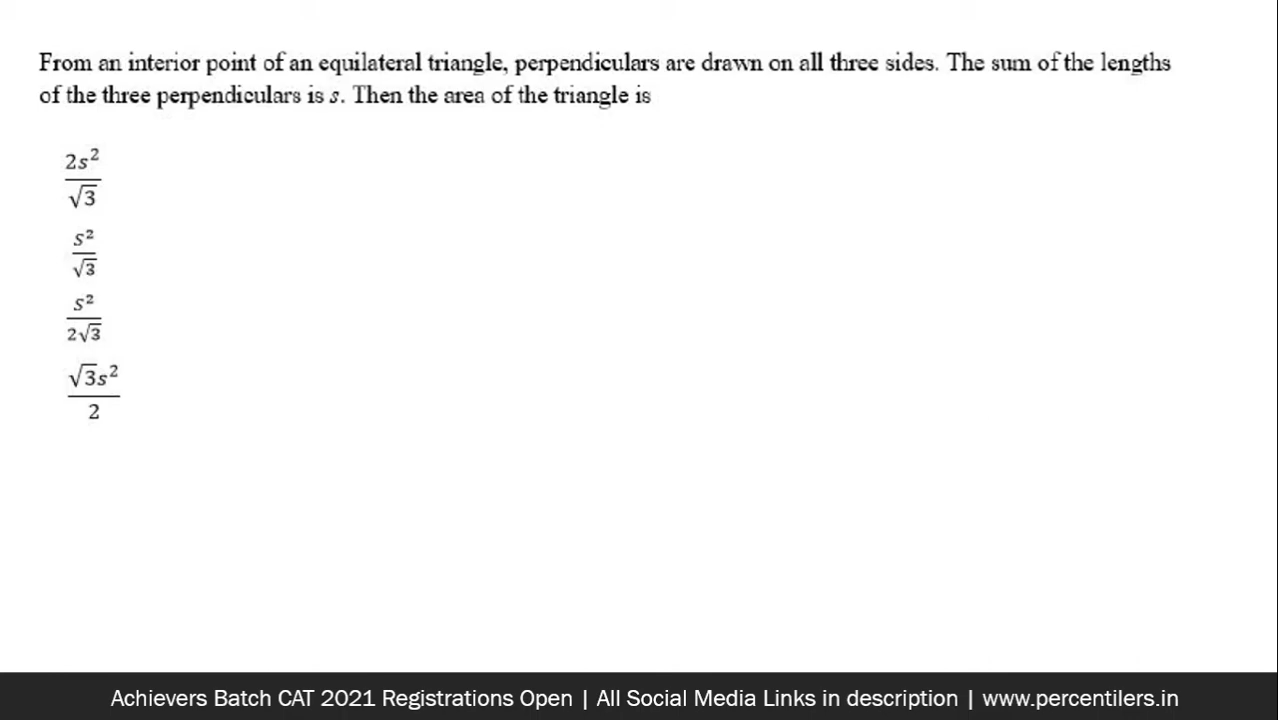 From an interior point of an equilateral triangle, perpendiculars are drawn on all three sides. The sum of the lengths
of the three perpendiculars is s. Then the area of the triangle is
2s²/√3
s²/√3
s²/2√3
√3s²/2
Achievers Batch CAT 2021 Registrations Open | All Social Media Links in description | www.percentilers.in